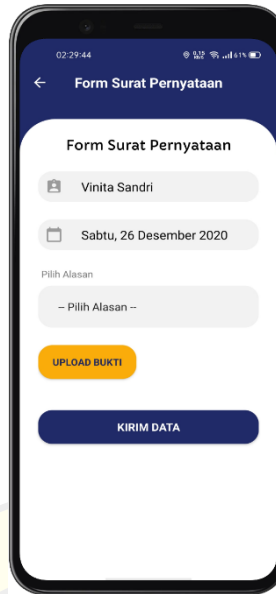 02:29:44
61%
Form Surat Pernyataan
Form Surat Pernyataan
Vinita Sandri
Sabtu, 26 Desember 2020
Pilih Alasan
-- Pilih Alasan --
UPLOAD BUKTI
KIRIM DATA